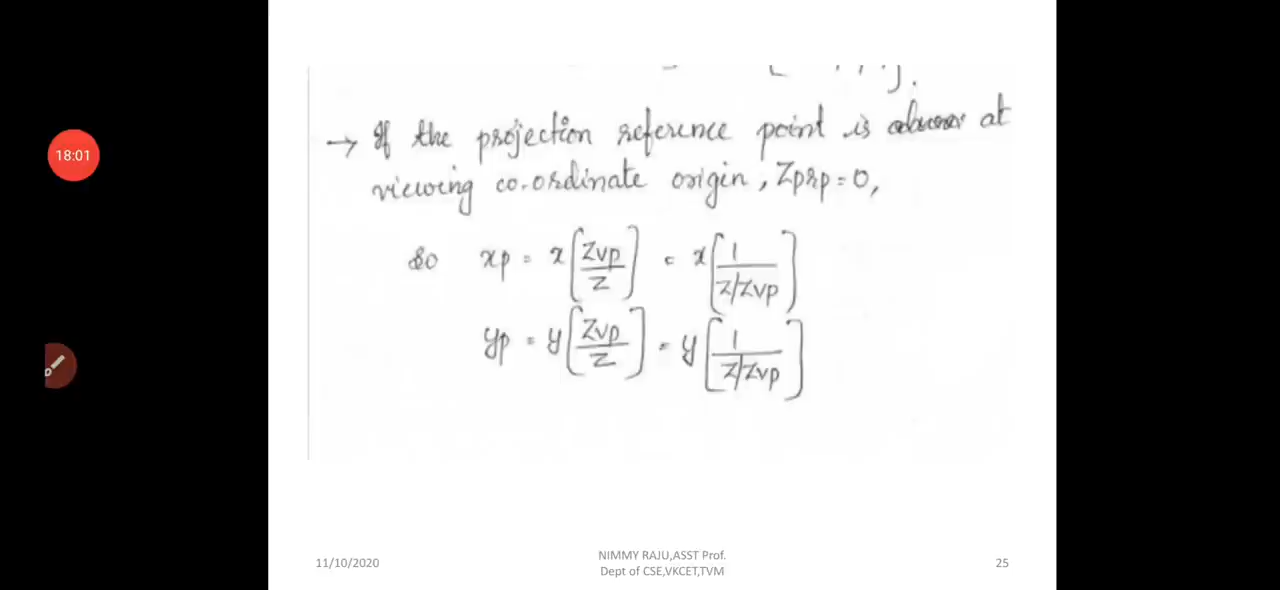 18:01
→ If the projection reference point is at
viewing co-ordinate origin, Zprp = 0,
So xp = x [Zvp / Z] = x [1 / Z/Zvp]
yp = y [Zvp / Z] = y [1 / Z/Zvp]
11/10/2020
NIMMY RAJU,ASST Prof.
Dept of CSE,VKCET,TVM
25